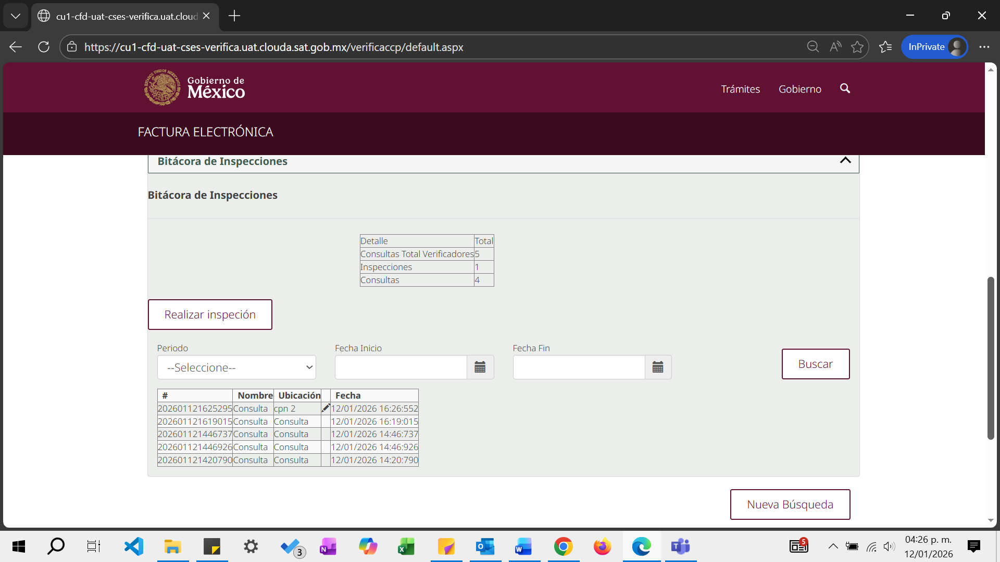 cu1-cfd-uat-cses-verifica.uat.cloud
https://cu1-cfd-uat-cses-verifica.uat.clouda.sat.gob.mx/verificaccp/default.aspx
InPrivate
ESTADOS UNIDOS MEXICANOS
Gobierno de
México
Trámites
Gobierno
FACTURA ELECTRÓNICA
Bitácora de Inspecciones
Bitácora de Inspecciones
Detalle Total
Consultas Total Verificadores 5
Inspecciones 1
Consultas 4
Realizar inspeción
Periodo
Fecha Inicio
Fecha Fin
--Seleccione--
Buscar
# Nombre Ubicación Fecha
202601121625295 Consulta cpn 2 12/01/2026 16:26:552
202601121619015 Consulta Consulta 12/01/2026 16:19:015
202601121446737 Consulta Consulta 12/01/2026 14:46:737
202601121446926 Consulta Consulta 12/01/2026 14:46:926
202601121420790 Consulta Consulta 12/01/2026 14:20:790
Nueva Búsqueda
3
5
04:26 p. m.
12/01/2026